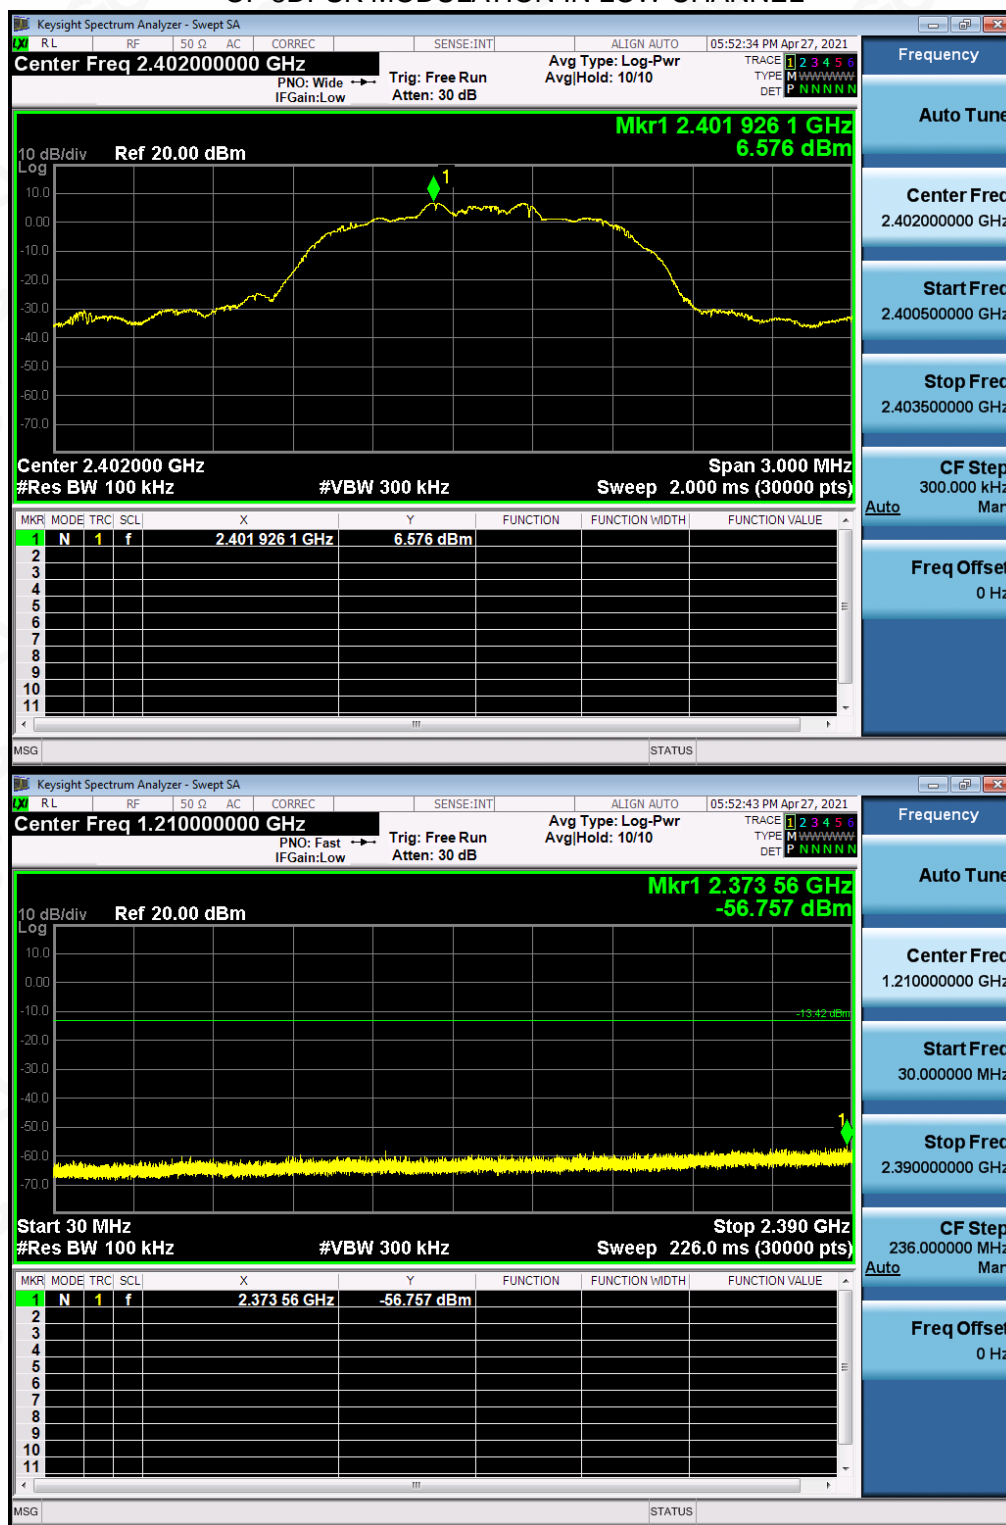 OF 8DPSK MODULATION IN LOW CHANNEL
Keysight Spectrum Analyzer - Swept SA
LXI RL RF 50 Ω AC CORREC SENSE:INT ALIGN AUTO 05:52:34 PM Apr 27, 2021
Center Freq 2.402000000 GHz
PNO: Wide
IFGain:Low
Trig: Free Run
Atten: 30 dB
Avg Type: Log-Pwr
Avg|Hold: 10/10
TRACE 1 2 3 4 5 6
TYPE M WWWWW
DET P N N N N N
Mkr1 2.401 926 1 GHz
6.576 dBm
10 dB/div Ref 20.00 dBm
Log
10.0
0.00
-10.0
-20.0
-30.0
-40.0
-50.0
-60.0
-70.0
1
Center 2.402000 GHz Span 3.000 MHz
#Res BW 100 kHz #VBW 300 kHz Sweep 2.000 ms (30000 pts)
MKR MODE TRC SCL X Y FUNCTION FUNCTION WIDTH FUNCTION VALUE
1 N 1 f 2.401 926 1 GHz 6.576 dBm
2
3
4
5
6
7
8
9
10
11
MSG STATUS
Frequency
Auto Tune
Center Freq
2.402000000 GHz
Start Freq
2.400500000 GHz
Stop Freq
2.403500000 GHz
CF Step
300.000 kHz
Auto Man
Freq Offset
0 Hz
Keysight Spectrum Analyzer - Swept SA
LXI RL RF 50 Ω AC CORREC SENSE:INT ALIGN AUTO 05:52:43 PM Apr 27, 2021
Center Freq 1.210000000 GHz
PNO: Fast
IFGain:Low
Trig: Free Run
Atten: 30 dB
Avg Type: Log-Pwr
Avg|Hold: 10/10
TRACE 1 2 3 4 5 6
TYPE M WWWWW
DET P N N N N N
Mkr1 2.373 56 GHz
-56.757 dBm
10 dB/div Ref 20.00 dBm
Log
10.0
0.00
-10.0
-20.0
-30.0
-40.0
-50.0
-60.0
-70.0
-13.42 dBm
1
Start 30 MHz Stop 2.390 GHz
#Res BW 100 kHz #VBW 300 kHz Sweep 226.0 ms (30000 pts)
MKR MODE TRC SCL X Y FUNCTION FUNCTION WIDTH FUNCTION VALUE
1 N 1 f 2.373 56 GHz -56.757 dBm
2
3
4
5
6
7
8
9
10
11
MSG STATUS
Frequency
Auto Tune
Center Freq
1.210000000 GHz
Start Freq
30.000000 MHz
Stop Freq
2.390000000 GHz
CF Step
236.000000 MHz
Auto Man
Freq Offset
0 Hz